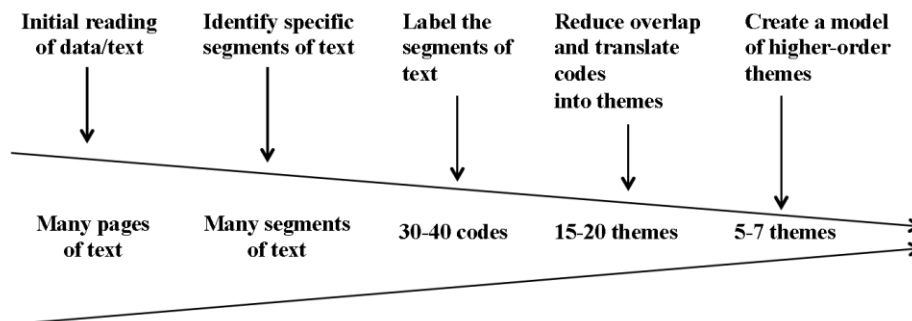 Initial reading
of data/text
Identify specific
segments of text
Label the
segments of
text
Reduce overlap
and translate
codes
into themes
Create a model
of higher-order
themes
Many pages
of text
Many segments
of text
30-40 codes
15-20 themes
5-7 themes